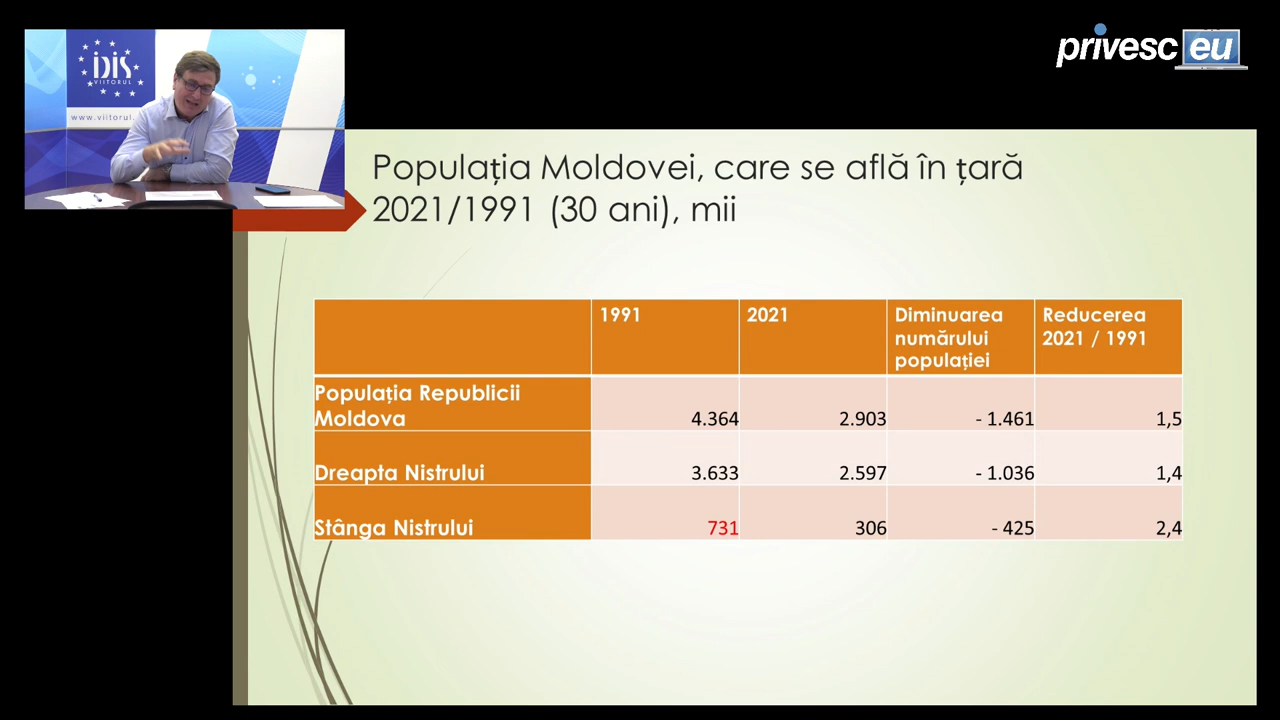 IDIS
VIITORUL
www.viitorul.
privesc eu
Populația Moldovei, care se află în țară
2021/1991 (30 ani), mii
1991
2021
Diminuarea
numărului
populației
Reducerea
2021 / 1991
Populația Republicii
Moldova
4.364
2.903
- 1.461
1,5
Dreapta Nistrului
3.633
2.597
- 1.036
1,4
Stânga Nistrului
731
306
- 425
2,4